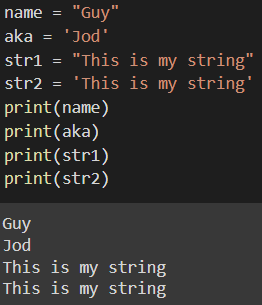 name = "Guy"
aka = 'Jod'
str1 = "This is my string"
str2 = 'This is my string'
print(name)
print(aka)
print(str1)
print(str2)
Guy
Jod
This is my string
This is my string